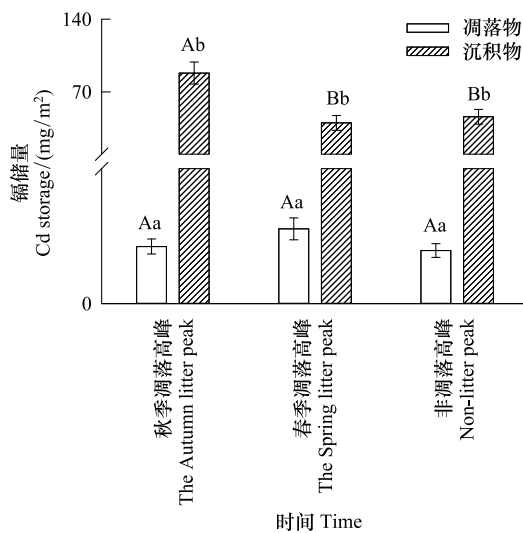 140
70
0
镉储量
Cd storage/(mg/m²)
凋落物
沉积物
Aa
Ab
Aa
Bb
Aa
Bb
秋季凋落高峰
The Autumn litter peak
春季凋落高峰
The Spring litter peak
非凋落高峰
Non-litter peak
时间 Time